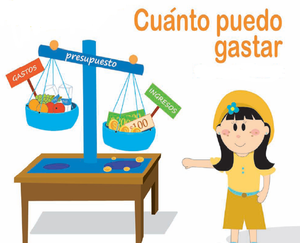 Cuánto puedo
gastar
presupuesto
GASTOS
INGRESOS
100